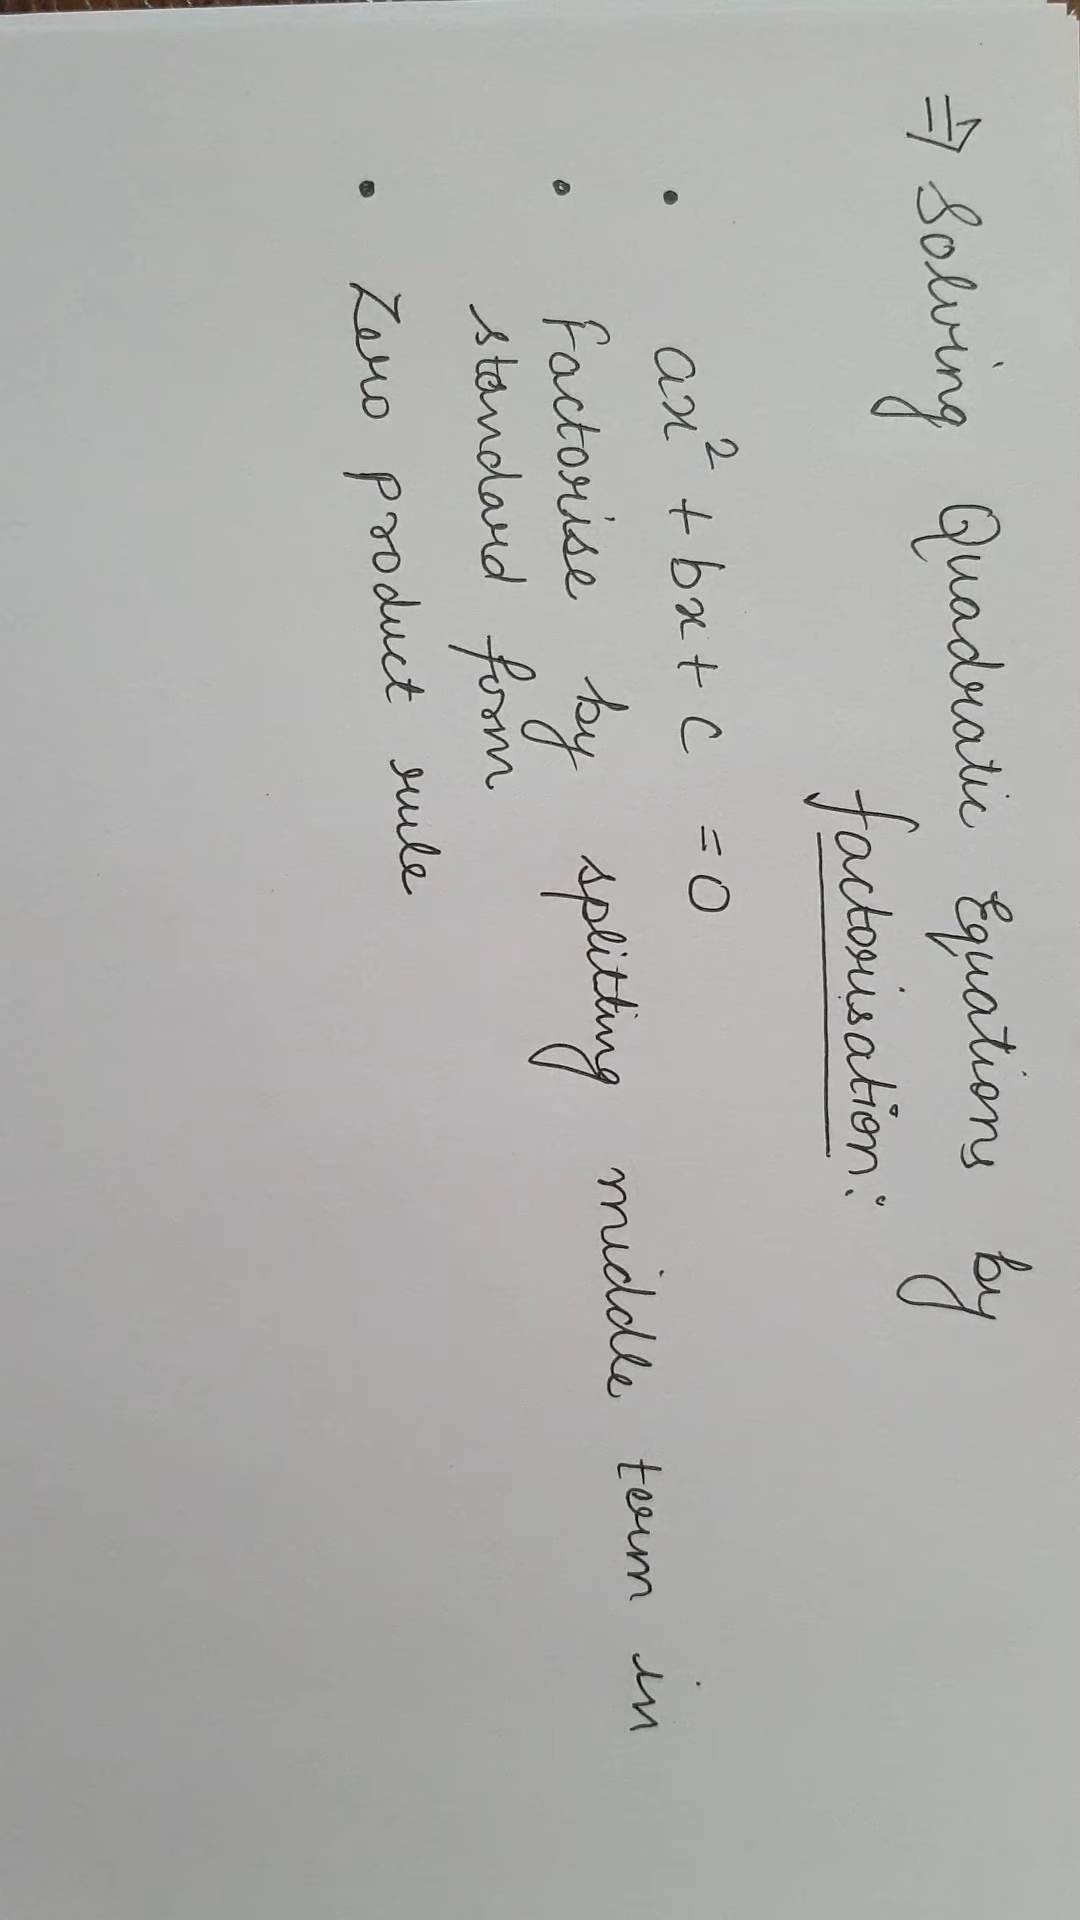 ⇒ Solving Quadratic Equations by
factorisation:
• ax² + bx + c = 0
• Factorise by splitting middle term in
standard form
• Zero product rule